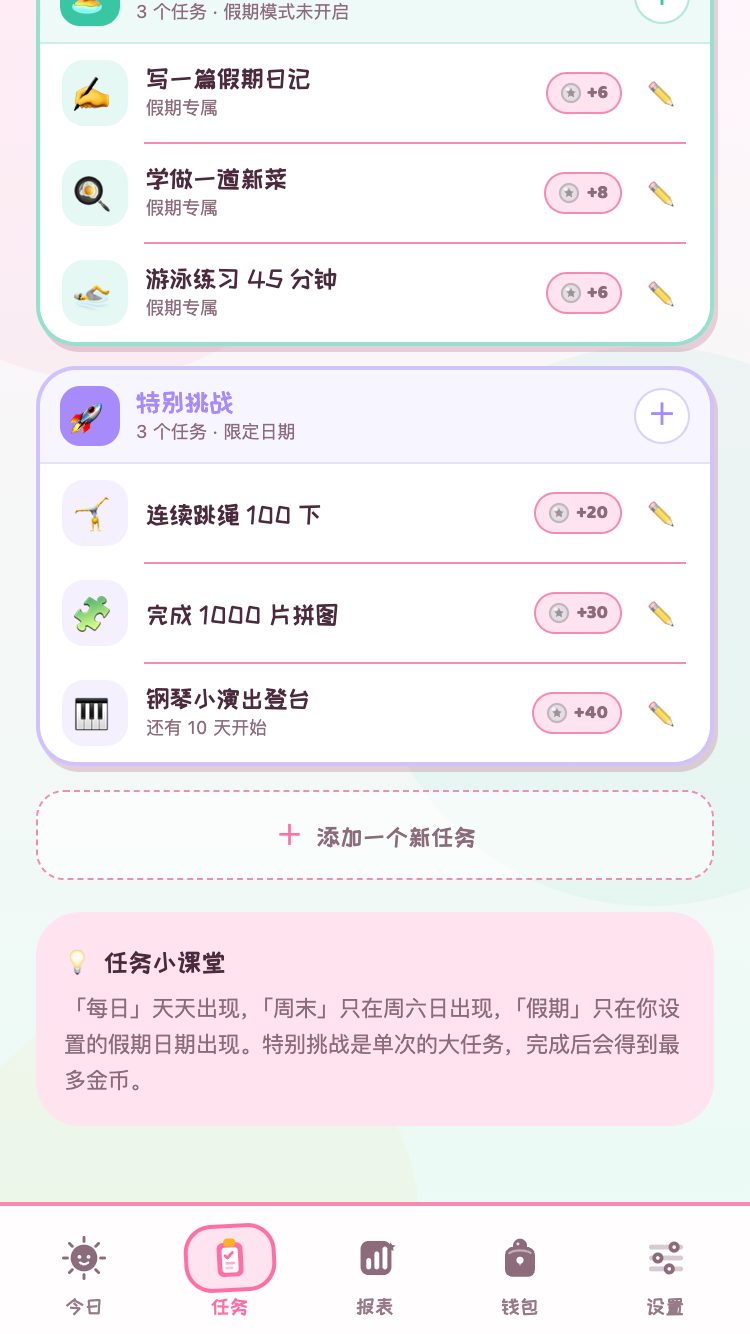 3 个任务 · 假期模式未开启
写一篇假期日记
假期专属
+6
学做一道新菜
假期专属
+8
游泳练习 45 分钟
假期专属
+6
特别挑战
3 个任务 · 限定日期
连续跳绳 100 下
+20
完成 1000 片拼图
+30
钢琴小演出登台
还有 10 天开始
+40
添加一个新任务
任务小课堂
「每日」天天出现，「周末」只在周六日出现，「假期」只在你设
置的假期日期出现。特别挑战是单次的大任务，完成后会得到最
多金币。
今日
任务
报表
钱包
设置